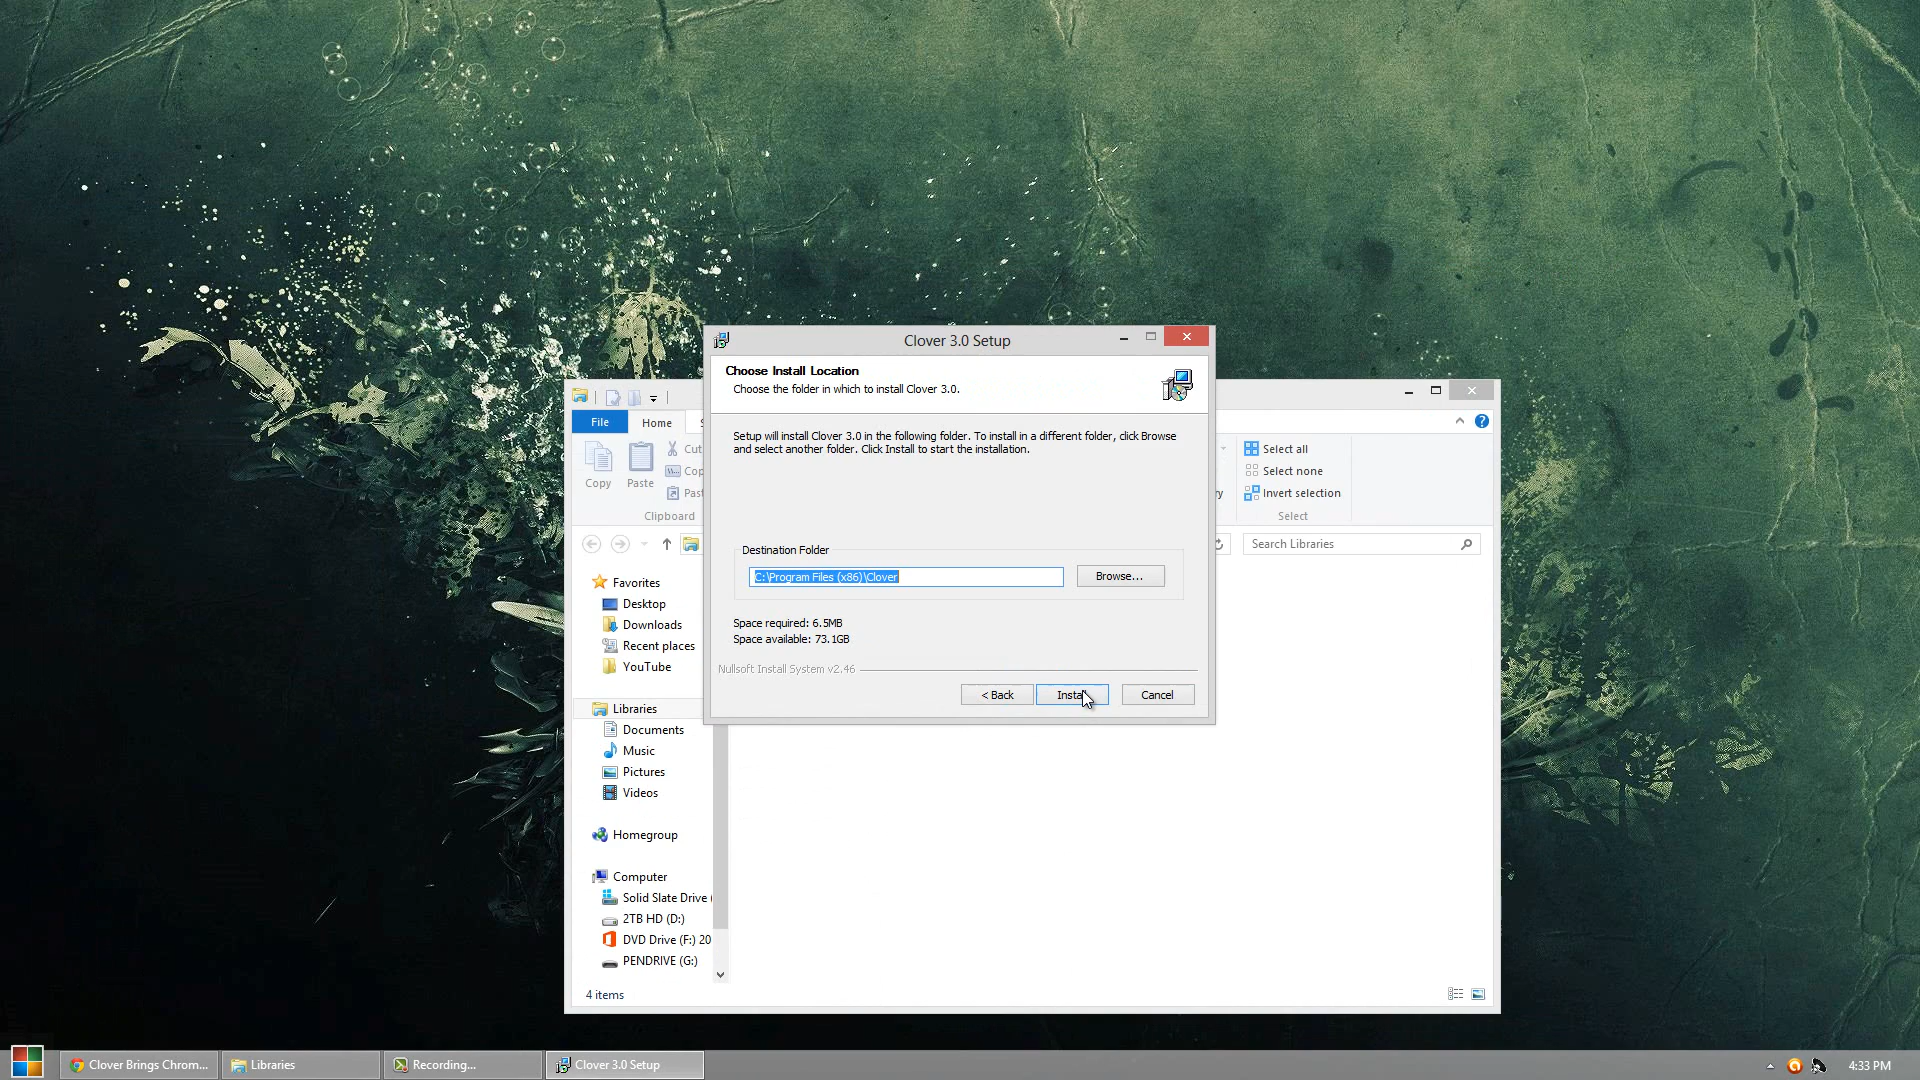 Clover 3.0 Setup
Choose Install Location
Choose the folder in which to install Clover 3.0.
Setup will install Clover 3.0 in the following folder. To install in a different folder, click Browse
and select another folder. Click Install to start the installation.
Destination Folder
C:\Program Files (x86)\Clover
Browse...
Space required: 6.5MB
Space available: 73.1GB
Nullsoft Install System v2.46
< Back
Install
Cancel
File
Home
Copy
Paste
Cut
Clipboard
Select all
Select none
Invert selection
Select
Search Libraries
Favorites
Desktop
Downloads
Recent places
YouTube
Libraries
Documents
Music
Pictures
Videos
Homegroup
Computer
Solid Slate Drive (
2TB HD (D:)
DVD Drive (F:) 20
PENDRIVE (G:)
4 items
Clover Brings Chrom...
Libraries
Recording...
Clover 3.0 Setup
4:33 PM